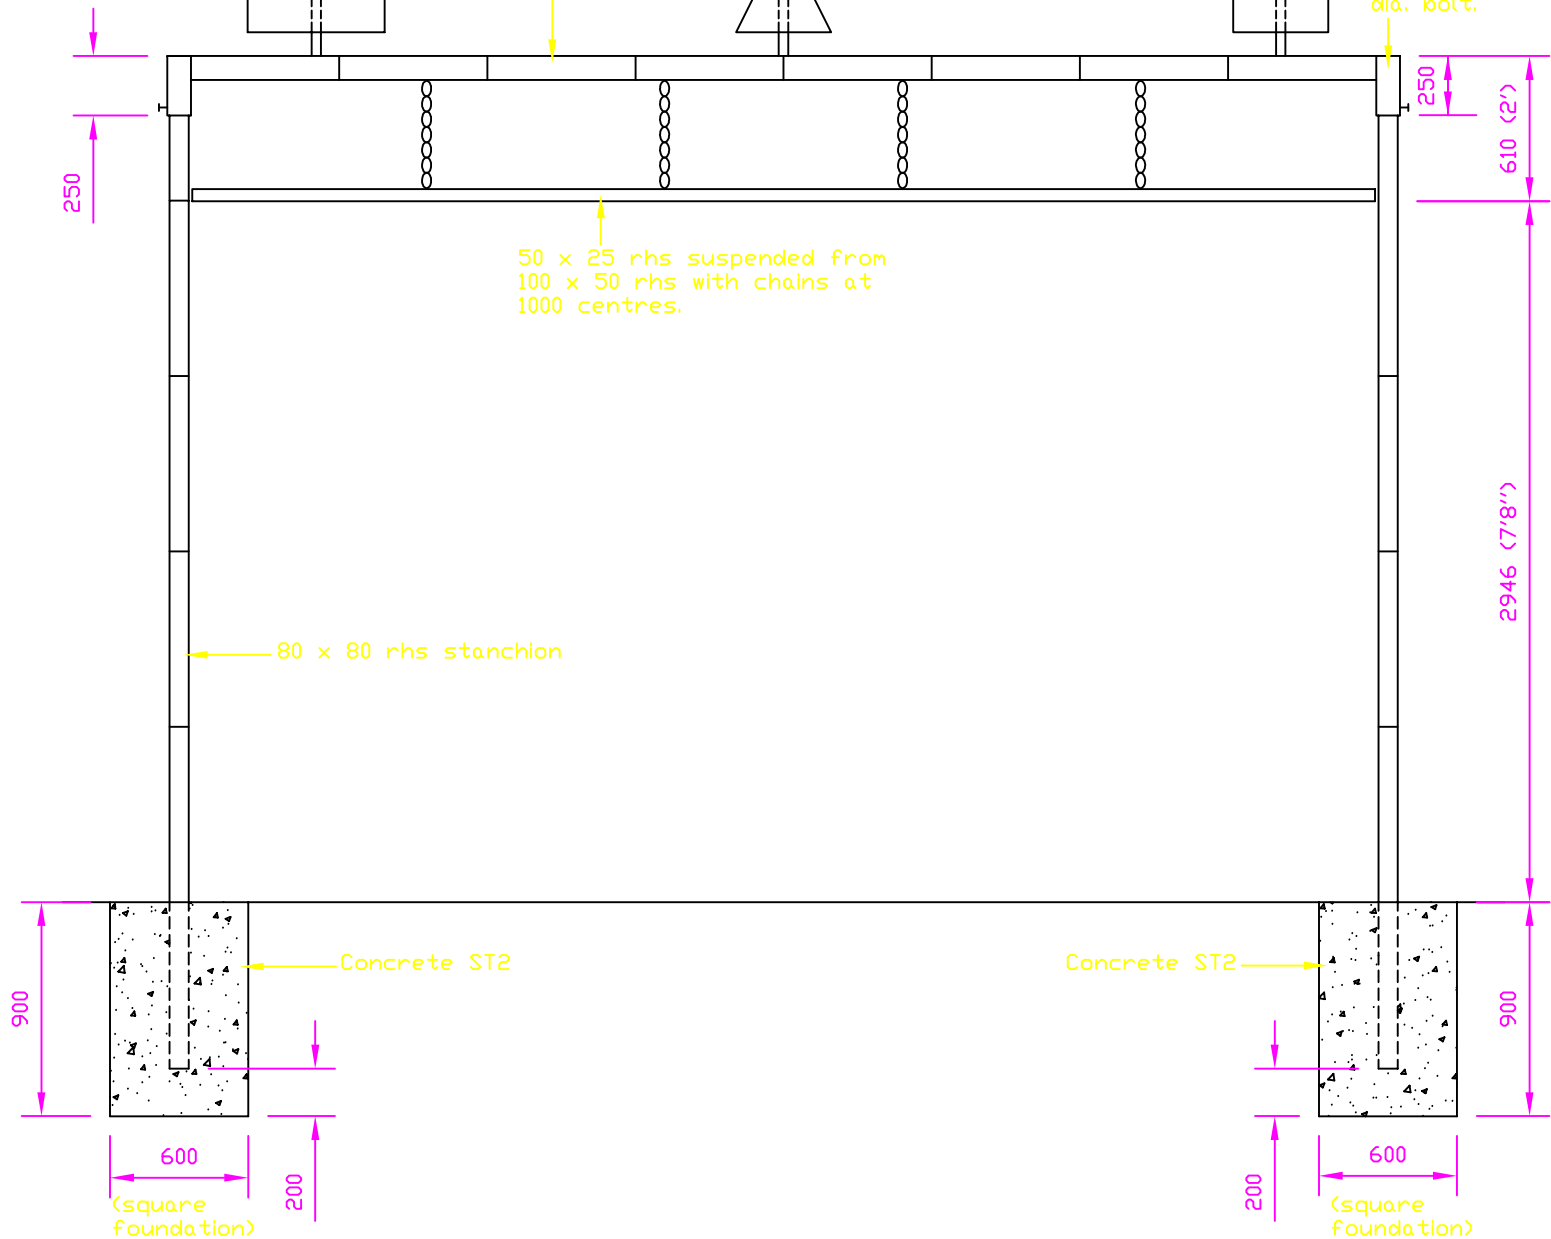 dia. bolt.
250
250
610 (2')
50 x 25 rhs suspended from
100 x 50 rhs with chains at
1000 centres.
2946 (7'8'')
80 x 80 rhs stanchion
Concrete ST2
Concrete ST2
900
900
600
600
200
200
(square
foundation)
(square
foundation)